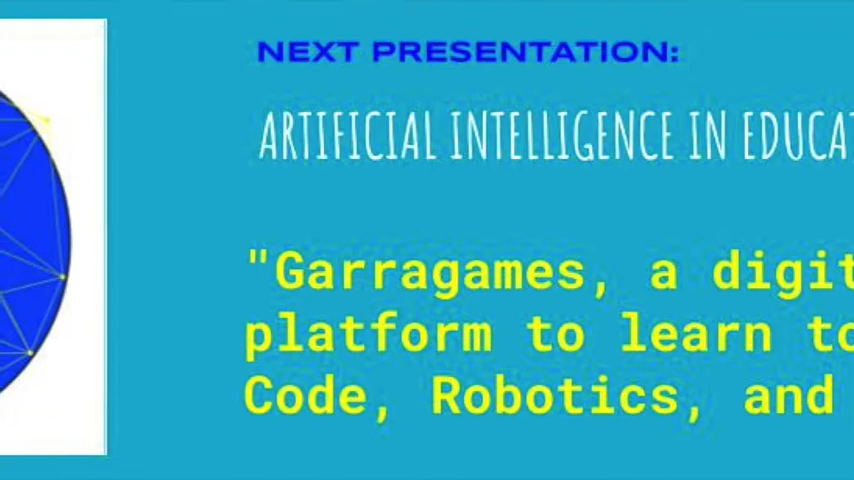 NEXT PRESENTATION:
ARTIFICIAL INTELLIGENCE IN EDUCAT
"Garragames, a digit
platform to learn to
Code, Robotics, and